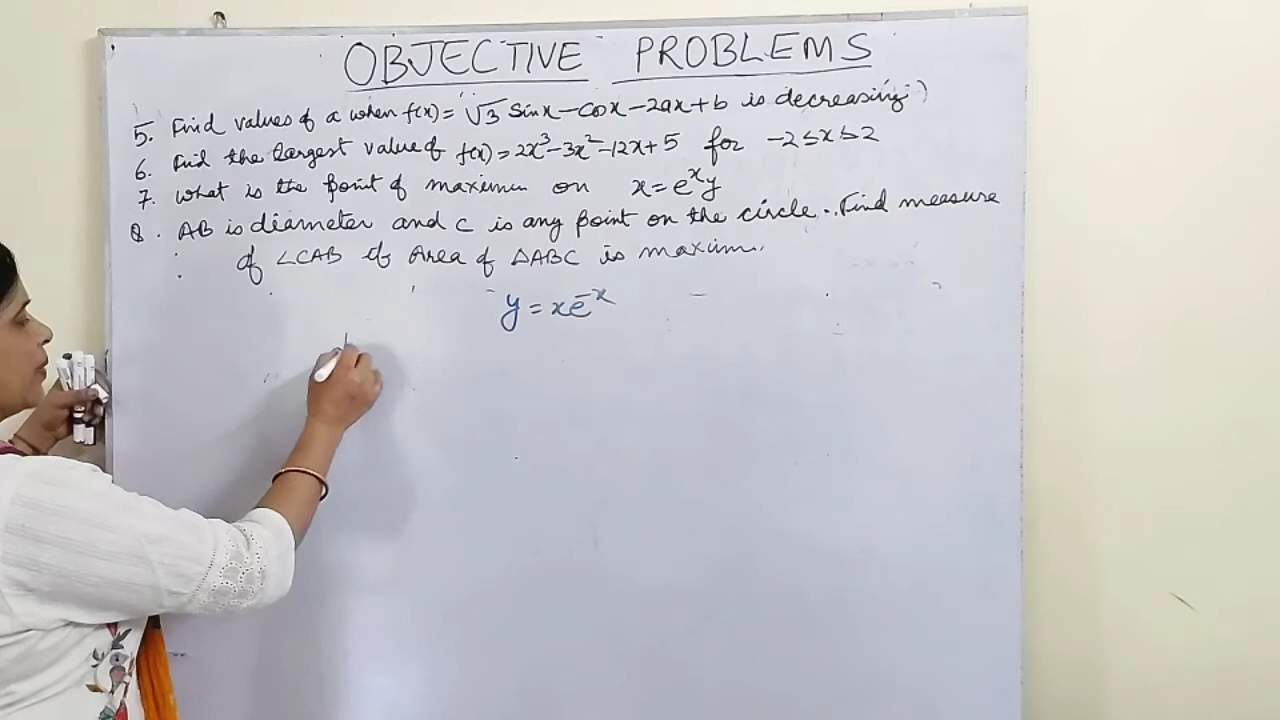 OBJECTIVE PROBLEMS
5. Find values of a when f(x) = √3 Sinx - Cosx - 2ax + b is decreasing
6. Find the largest value of f(x) = 2x³ - 3x² - 12x + 5 for -2 ≤ x ≤ 2
7. What is the point of maximum on x = eˣy
8. AB is diameter and C is any point on the circle. Find measure
of ∠CAB if Area of △ABC is maxim..
y = xe⁻ˣ